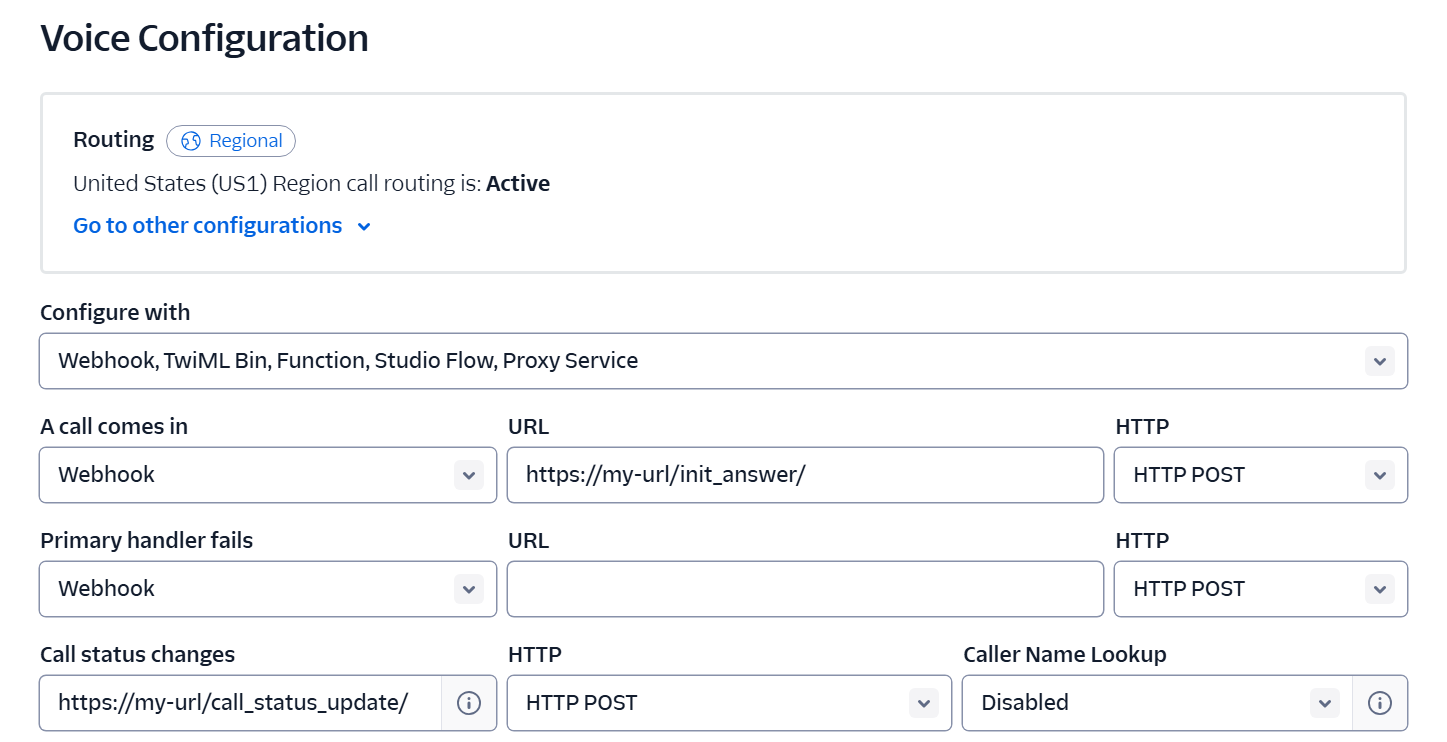 Voice Configuration
Routing Regional
United States (US1) Region call routing is: Active
Go to other configurations
Configure with
Webhook, TwiML Bin, Function, Studio Flow, Proxy Service
A call comes in URL HTTP
Webhook https://my-url/init_answer/ HTTP POST
Primary handler fails URL HTTP
Webhook HTTP POST
Call status changes HTTP Caller Name Lookup
https://my-url/call_status_update/ HTTP POST Disabled